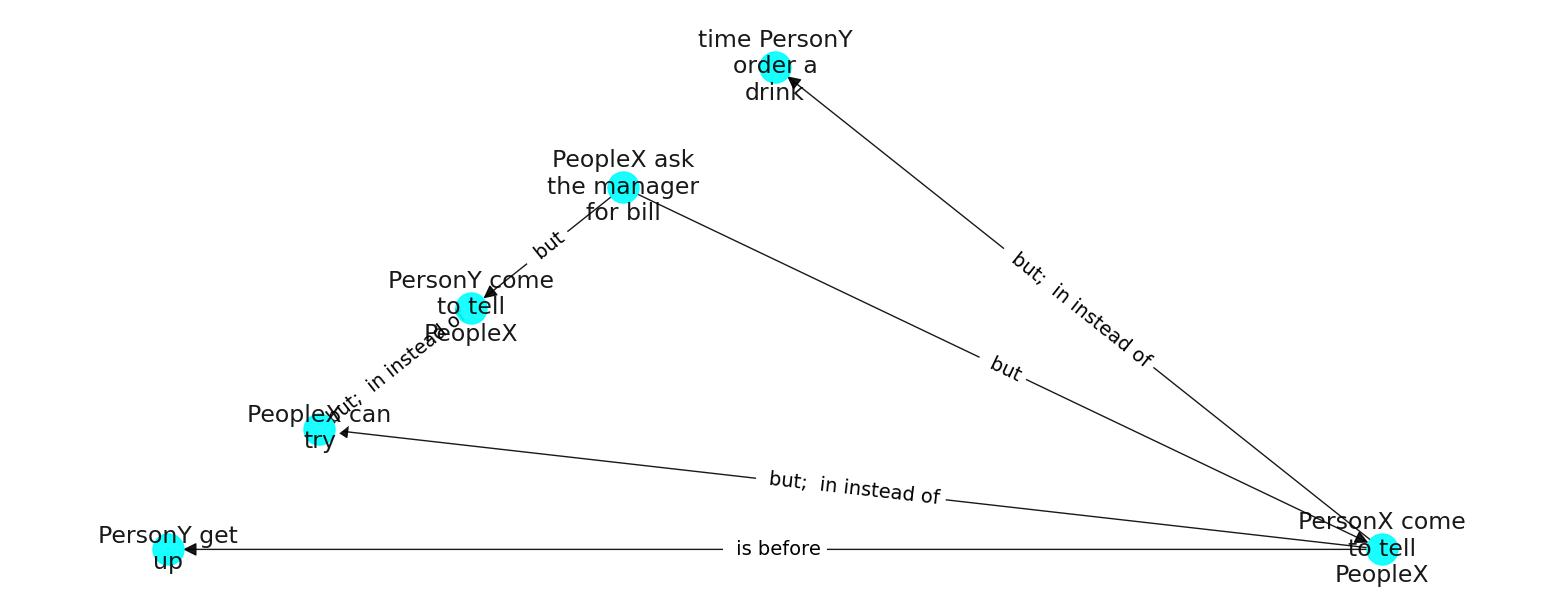 time PersonY
order a
drink
PeopleX ask
the manager
for bill
but
but; in instead of
PersonY come
to tell
PeopleX
but
but; in instead
PeopleX can
try
but; in instead of
PersonX come
to tell
PeopleX
PersonY get
up
is before